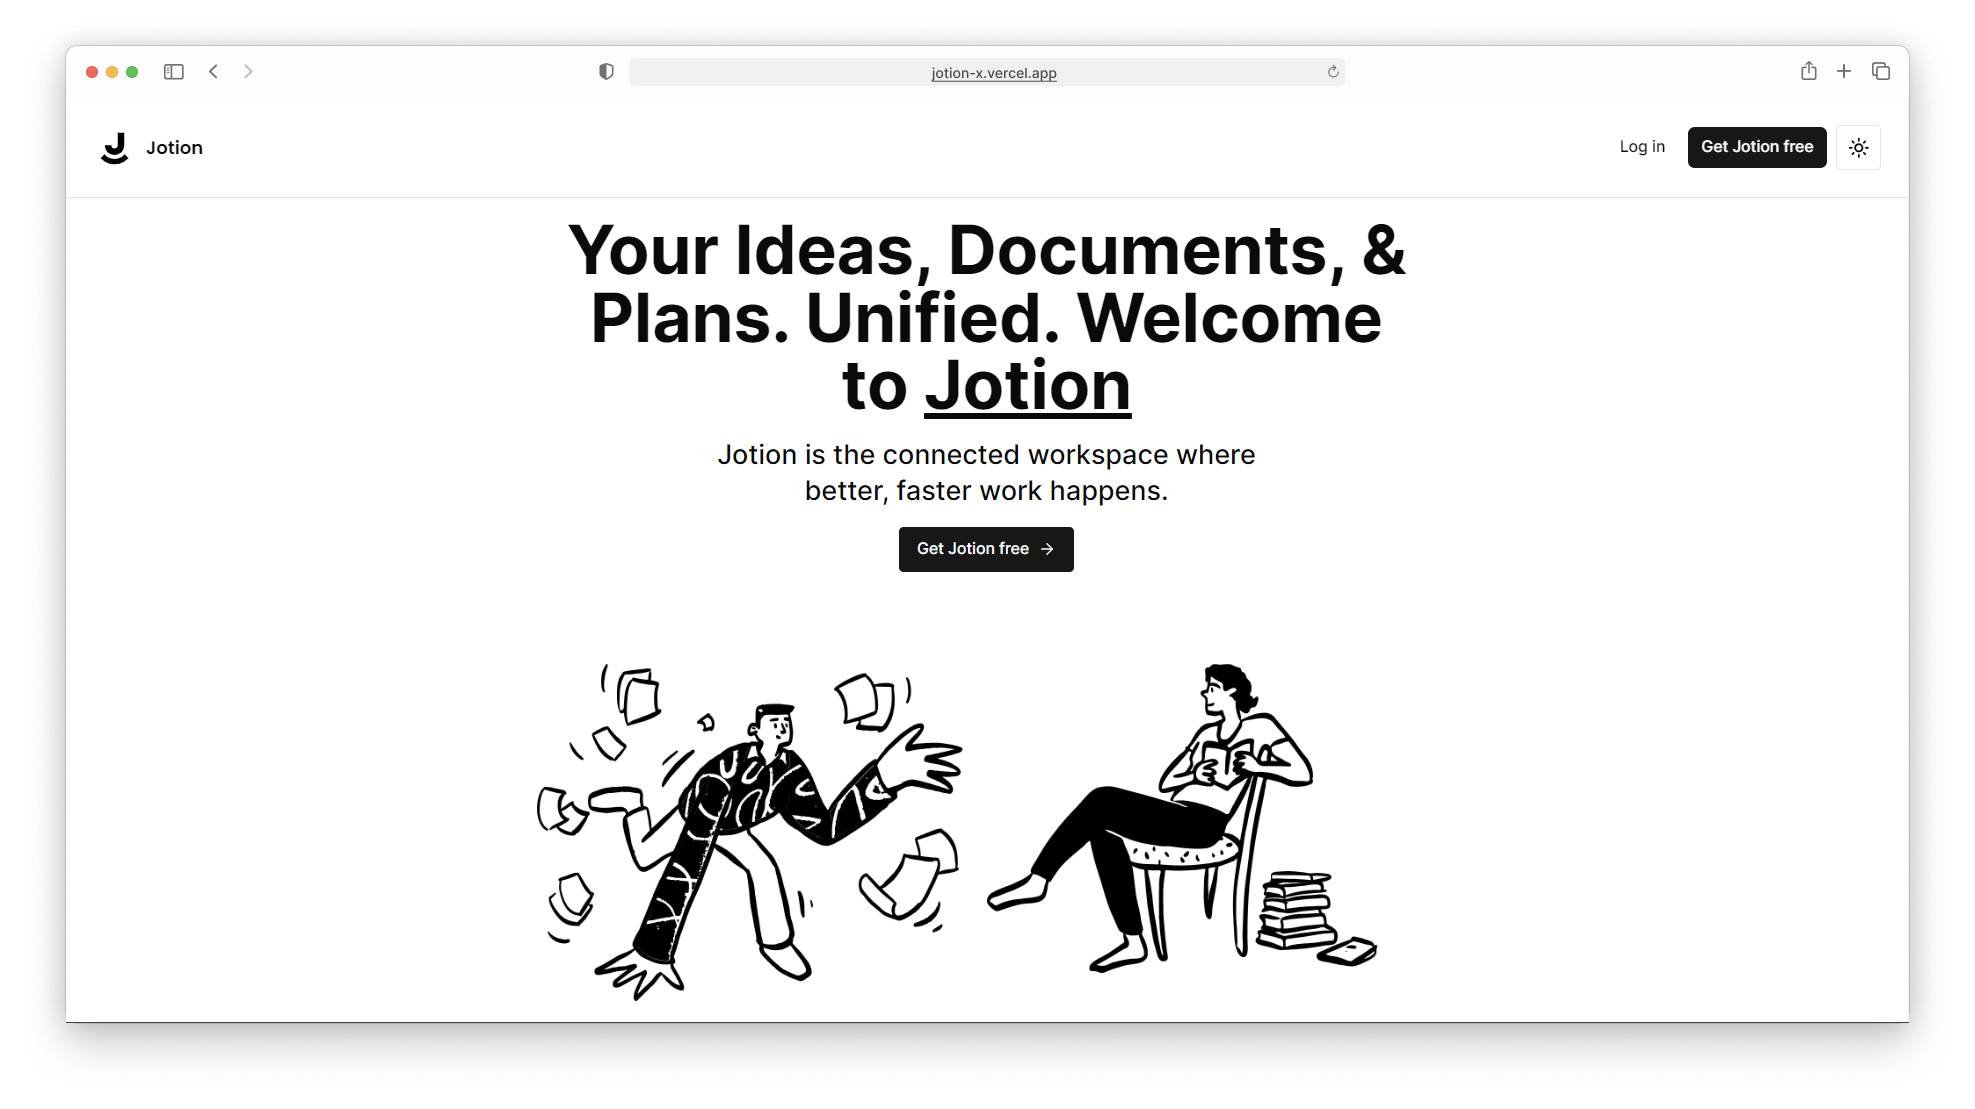 jotion-x.vercel.app
Jotion
Log in
Get Jotion free
Your Ideas, Documents, &
Plans. Unified. Welcome
to Jotion
Jotion is the connected workspace where
better, faster work happens.
Get Jotion free